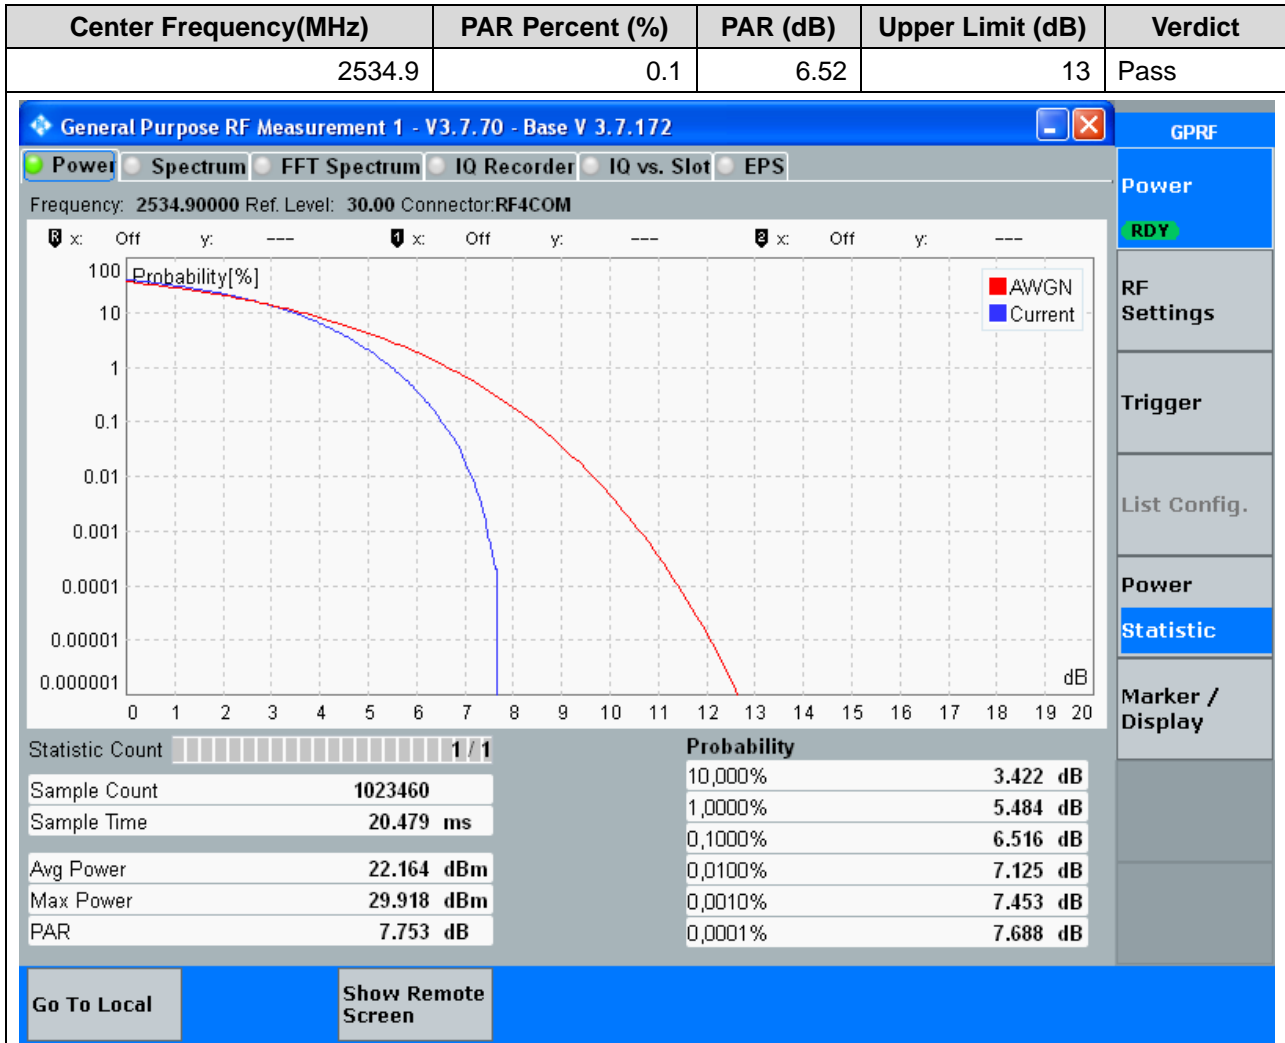 Center Frequency(MHz) PAR Percent (%) PAR (dB) Upper Limit (dB) Verdict
2534.9 0.1 6.52 13 Pass
General Purpose RF Measurement 1 - V3.7.70 - Base V 3.7.172
GPRF
Power Spectrum FFT Spectrum IQ Recorder IQ vs. Slot EPS
Power
RDY
Frequency: 2534.90000 Ref. Level: 30.00 Connector:RF4COM
R x: Off y: --- 1 x: Off y: --- 2 x: Off y: ---
Probability[%]
AWGN
Current
100
10
1
0.1
0.01
0.001
0.0001
0.00001
0.000001
dB
0 1 2 3 4 5 6 7 8 9 10 11 12 13 14 15 16 17 18 19 20
RF
Settings
Trigger
List Config.
Power
Statistic
Marker /
Display
Statistic Count 1 / 1
Sample Count 1023460
Sample Time 20.479 ms
Avg Power 22.164 dBm
Max Power 29.918 dBm
PAR 7.753 dB
Probability
10,000% 3.422 dB
1,0000% 5.484 dB
0,1000% 6.516 dB
0,0100% 7.125 dB
0,0010% 7.453 dB
0,0001% 7.688 dB
Go To Local
Show Remote
Screen